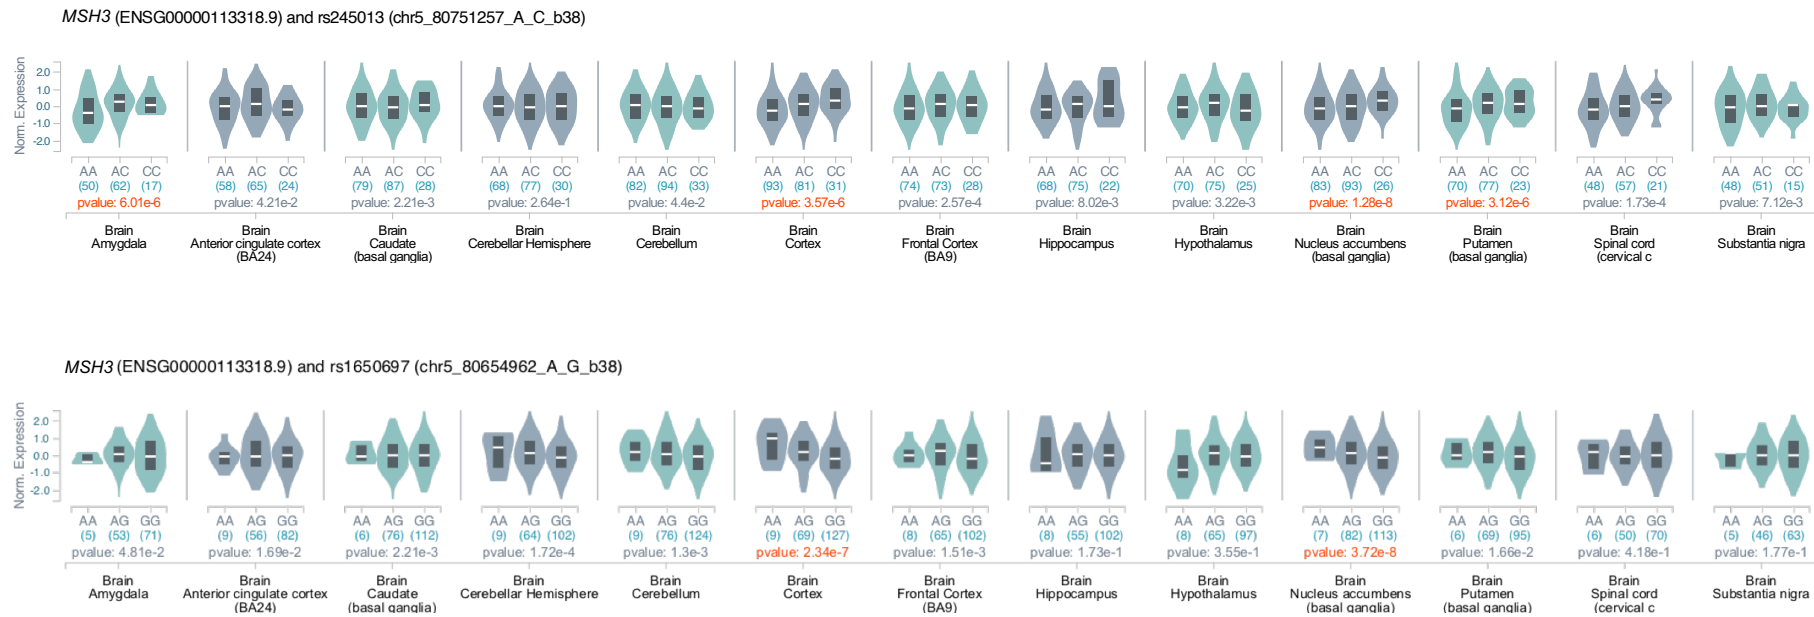 MSH3 (ENSG00000113318.9) and rs245013 (chr5_80751257_A_C_b38)
Norm. Expression
2.0
1.0
0.0
-1.0
-2.0
AA AC CC AA AC CC AA AC CC AA AC CC AA AC CC AA AC CC AA AC CC AA AC CC AA AC CC AA AC CC AA AC CC AA AC CC AA AC CC
(50) (62) (17) (58) (65) (24) (79) (87) (28) (68) (77) (30) (82) (94) (33) (93) (81) (31) (74) (73) (28) (68) (75) (22) (70) (75) (25) (83) (93) (26) (70) (77) (23) (48) (57) (21) (48) (51) (15)
pvalue: 6.01e-6 pvalue: 4.21e-2 pvalue: 2.21e-3 pvalue: 2.64e-1 pvalue: 4.4e-2 pvalue: 3.57e-6 pvalue: 2.57e-4 pvalue: 8.02e-3 pvalue: 3.22e-3 pvalue: 1.28e-8 pvalue: 3.12e-6 pvalue: 1.73e-4 pvalue: 7.12e-3
Brain Brain Brain Brain Brain Brain Brain Brain Brain Brain Brain Brain Brain
Amygdala Anterior cingulate cortex Caudate Cerebellar Hemisphere Cerebellum Cortex Frontal Cortex Hippocampus Hypothalamus Nucleus accumbens Putamen Spinal cord Substantia nigra
(BA24) (basal ganglia) (BA9) (basal ganglia) (basal ganglia) (cervical c
MSH3 (ENSG00000113318.9) and rs1650697 (chr5_80654962_A_G_b38)
Norm. Expression
2.0
1.0
0.0
-1.0
-2.0
AA AG GG AA AG GG AA AG GG AA AG GG AA AG GG AA AG GG AA AG GG AA AG GG AA AG GG AA AG GG AA AG GG AA AG GG AA AG GG
(5) (53) (71) (9) (56) (82) (6) (76) (112) (9) (64) (102) (9) (76) (124) (9) (69) (127) (8) (65) (102) (8) (55) (102) (8) (65) (97) (7) (82) (113) (6) (69) (95) (6) (50) (70) (5) (46) (63)
pvalue: 4.81e-2 pvalue: 1.69e-2 pvalue: 2.21e-3 pvalue: 1.72e-4 pvalue: 1.3e-3 pvalue: 2.34e-7 pvalue: 1.51e-3 pvalue: 1.73e-1 pvalue: 3.55e-1 pvalue: 3.72e-8 pvalue: 1.66e-2 pvalue: 4.18e-1 pvalue: 1.77e-1
Brain Brain Brain Brain Brain Brain Brain Brain Brain Brain Brain Brain Brain
Amygdala Anterior cingulate cortex Caudate Cerebellar Hemisphere Cerebellum Cortex Frontal Cortex Hippocampus Hypothalamus Nucleus accumbens Putamen Spinal cord Substantia nigra
(BA24) (basal ganglia) (BA9) (basal ganglia) (basal ganglia) (cervical c